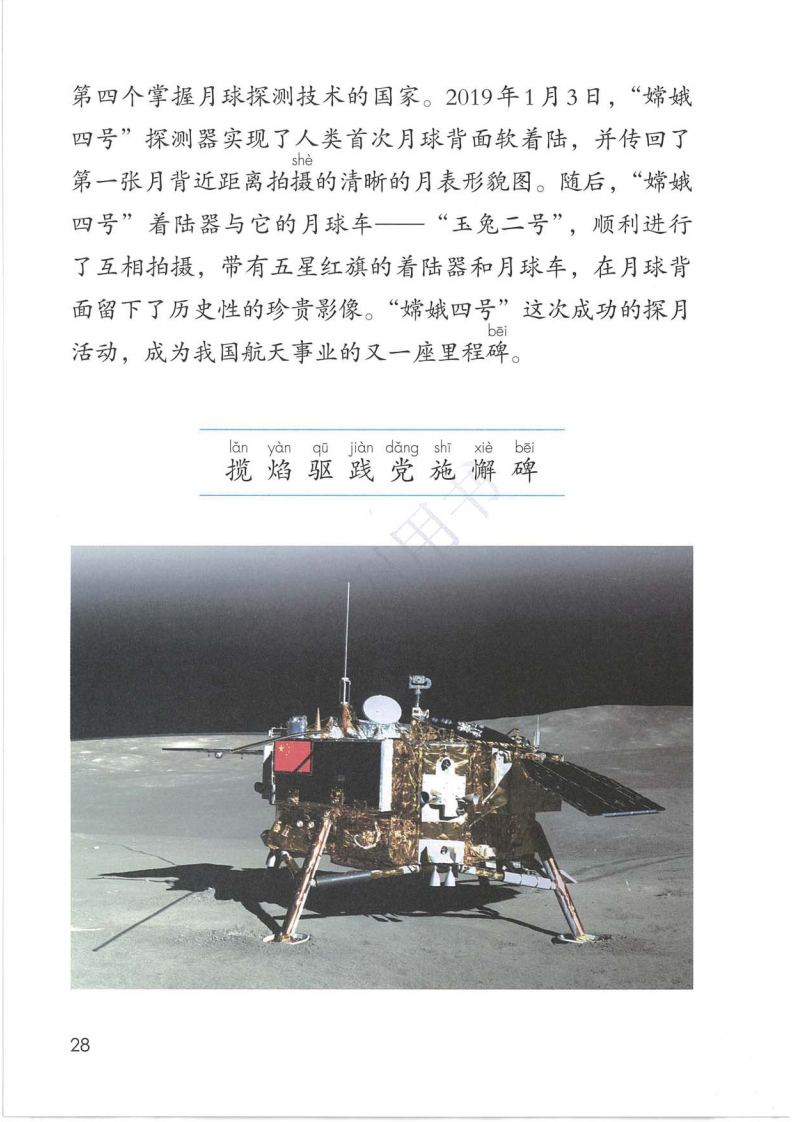 第四个掌握月球探测技术的国家。2019年1月3日，“嫦娥
四号”探测器实现了人类首次月球背面软着陆，并传回了
shè
第一张月背近距离拍摄的清晰的月表形貌图。随后，“嫦娥
四号”着陆器与它的月球车——“玉兔二号”，顺利进行
了互相拍摄，带有五星红旗的着陆器和月球车，在月球背
面留下了历史性的珍贵影像。“嫦娥四号”这次成功的探月
bēi
活动，成为我国航天事业的又一座里程碑。
lǎn yàn qū jiàn dǎng shī xiè bēi
揽 焰 驱 践 党 施 懈 碑
用书
28